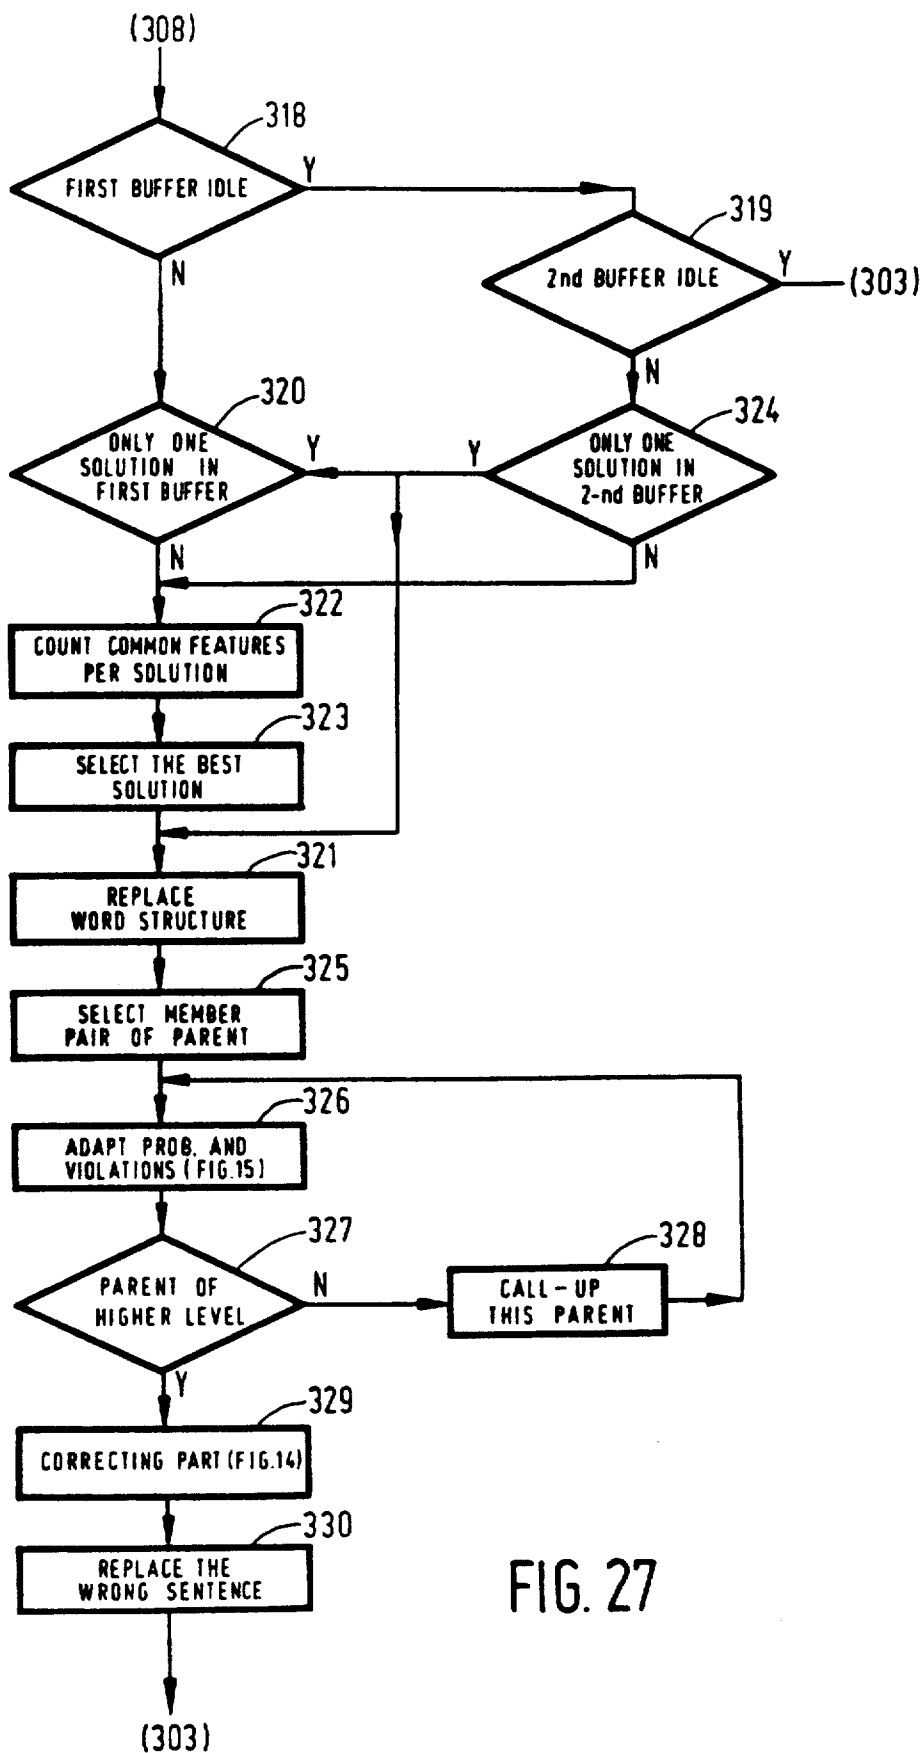 (308)
318
FIRST BUFFER IDLE
Y
N
319
2nd BUFFER IDLE
Y
(303)
N
320
ONLY ONE
SOLUTION IN
FIRST BUFFER
Y
N
324
ONLY ONE
SOLUTION IN
2-nd BUFFER
Y
N
322
COUNT COMMON FEATURES
PER SOLUTION
323
SELECT THE BEST
SOLUTION
321
REPLACE
WORD STRUCTURE
325
SELECT MEMBER
PAIR OF PARENT
326
ADAPT PROB. AND
VIOLATIONS (FIG.15)
327
PARENT OF
HIGHER LEVEL
N
Y
328
CALL-UP
THIS PARENT
329
CORRECTING PART (FIG.14)
330
REPLACE THE
WRONG SENTENCE
(303)
FIG. 27